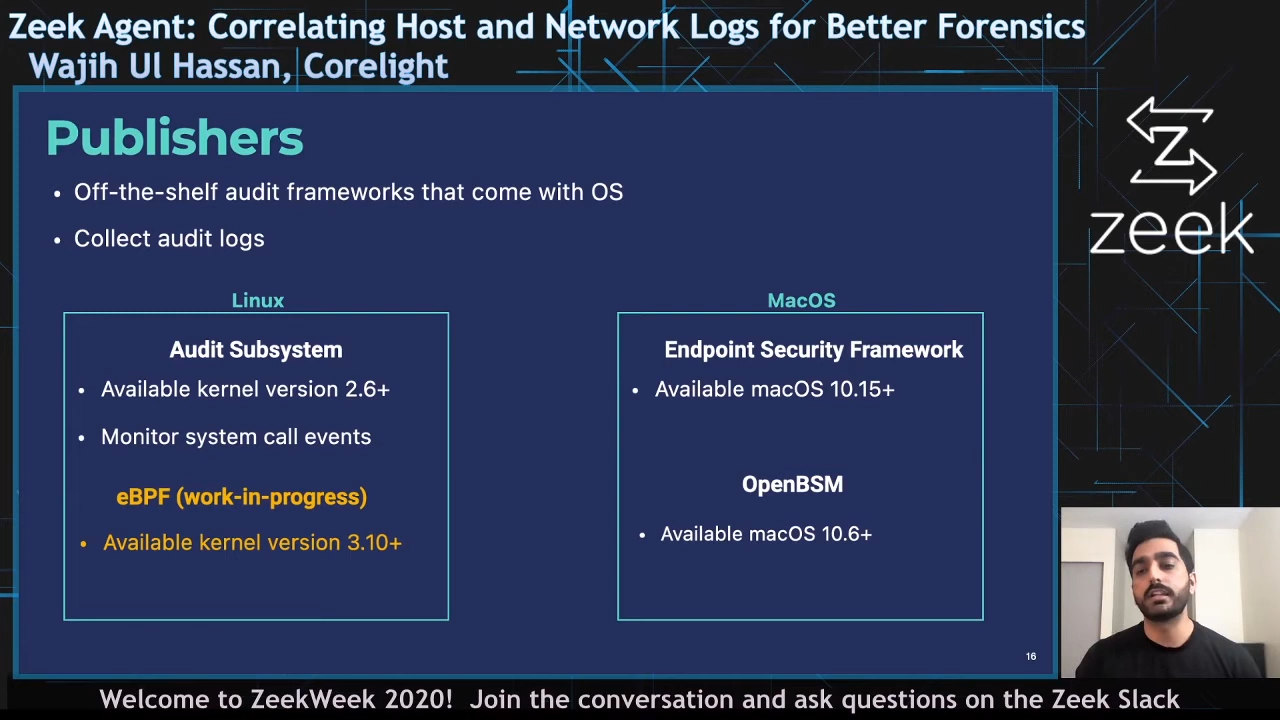 Zeek Agent: Correlating Host and Network Logs for Better Forensics
Wajih Ul Hassan, Corelight
Publishers
• Off-the-shelf audit frameworks that come with OS
• Collect audit logs
Linux
Audit Subsystem
• Available kernel version 2.6+
• Monitor system call events
eBPF (work-in-progress)
• Available kernel version 3.10+
MacOS
Endpoint Security Framework
• Available macOS 10.15+
OpenBSM
• Available macOS 10.6+
16
Z
zeek
Welcome to ZeekWeek 2020! Join the conversation and ask questions on the Zeek Slack